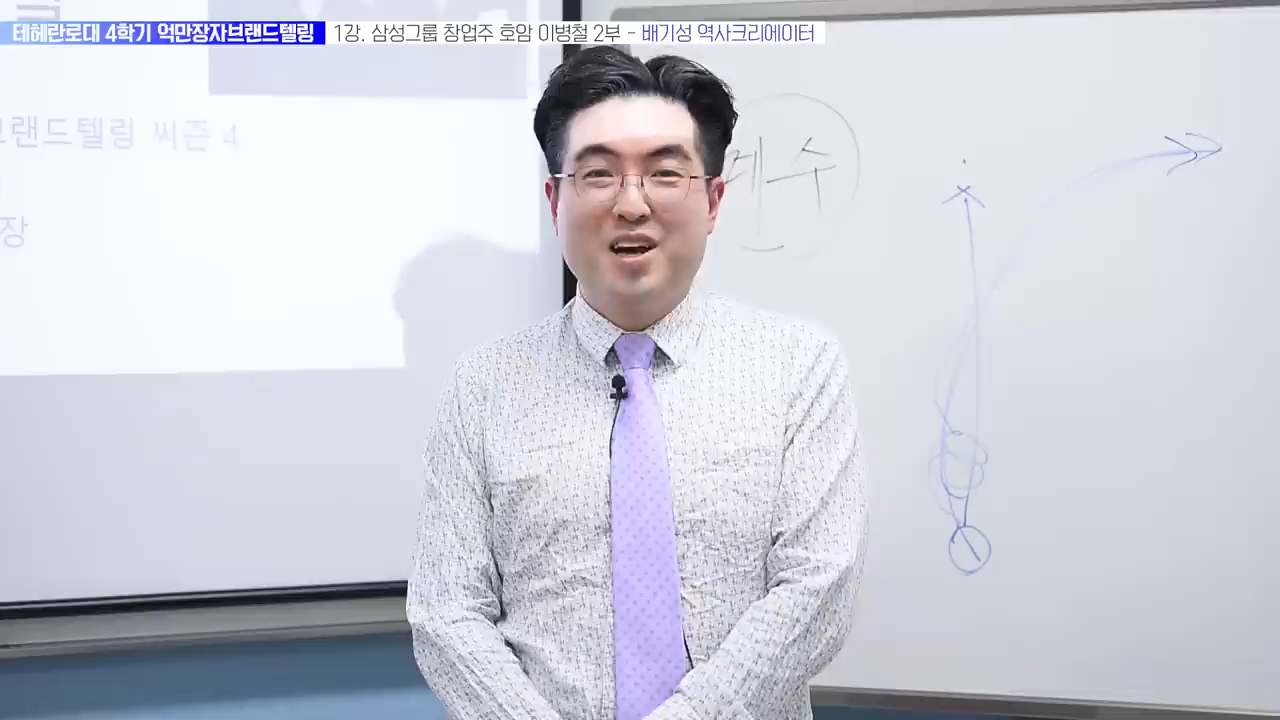 테헤란로대 4학기 억만장자브랜드텔링 1강. 삼성그룹 창업주 호암 이병철 2부 - 배기성 역사크리에이터
브랜드텔링 씨즌 4
장
예수